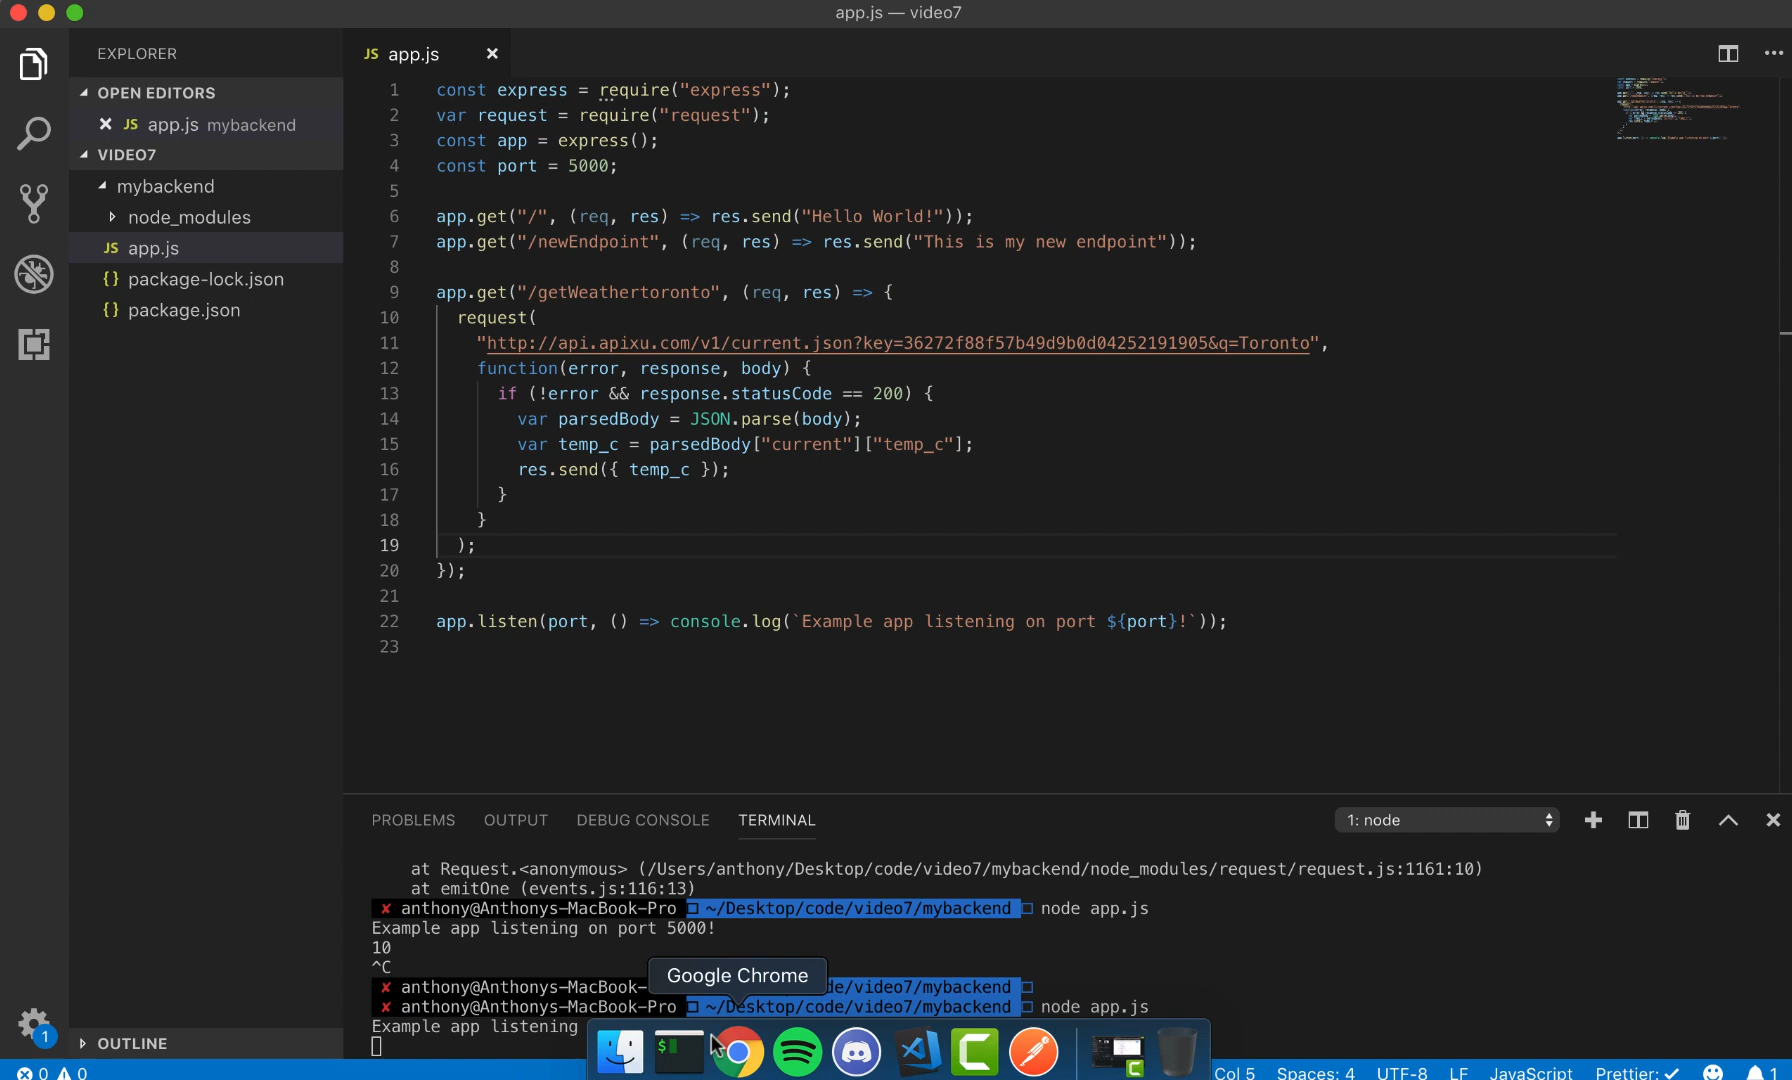 app.js — video7
EXPLORER
OPEN EDITORS
JS app.js mybackend
VIDEO7
mybackend
node_modules
JS app.js
{} package-lock.json
{} package.json
OUTLINE
JS app.js
1 const express = require("express");
2 var request = require("request");
3 const app = express();
4 const port = 5000;
5
6 app.get("/", (req, res) => res.send("Hello World!"));
7 app.get("/newEndpoint", (req, res) => res.send("This is my new endpoint"));
8
9 app.get("/getWeathertoronto", (req, res) => {
10 request(
11 "http://api.apixu.com/v1/current.json?key=36272f88f57b49d9b0d04252191905&q=Toronto",
12 function(error, response, body) {
13 if (!error && response.statusCode == 200) {
14 var parsedBody = JSON.parse(body);
15 var temp_c = parsedBody["current"]["temp_c"];
16 res.send({ temp_c });
17 }
18 }
19 );
20 });
21
22 app.listen(port, () => console.log(`Example app listening on port ${port}!`));
23
PROBLEMS OUTPUT DEBUG CONSOLE TERMINAL 1: node
at Request.<anonymous> (/Users/anthony/Desktop/code/video7/mybackend/node_modules/request/request.js:1161:10)
at emitOne (events.js:116:13)
✘ anthony@Anthonys-MacBook-Pro ~/Desktop/code/video7/mybackend node app.js
Example app listening on port 5000!
10
^C
✘ anthony@Anthonys-MacBook- de/video7/mybackend
✘ anthony@Anthonys-MacBook-Pro ~/Desktop/code/video7/mybackend node app.js
Example app listening
Google Chrome
1
0 0 Col 5 Spaces: 4 UTF-8 LF JavaScript Prettier: ✓ 1